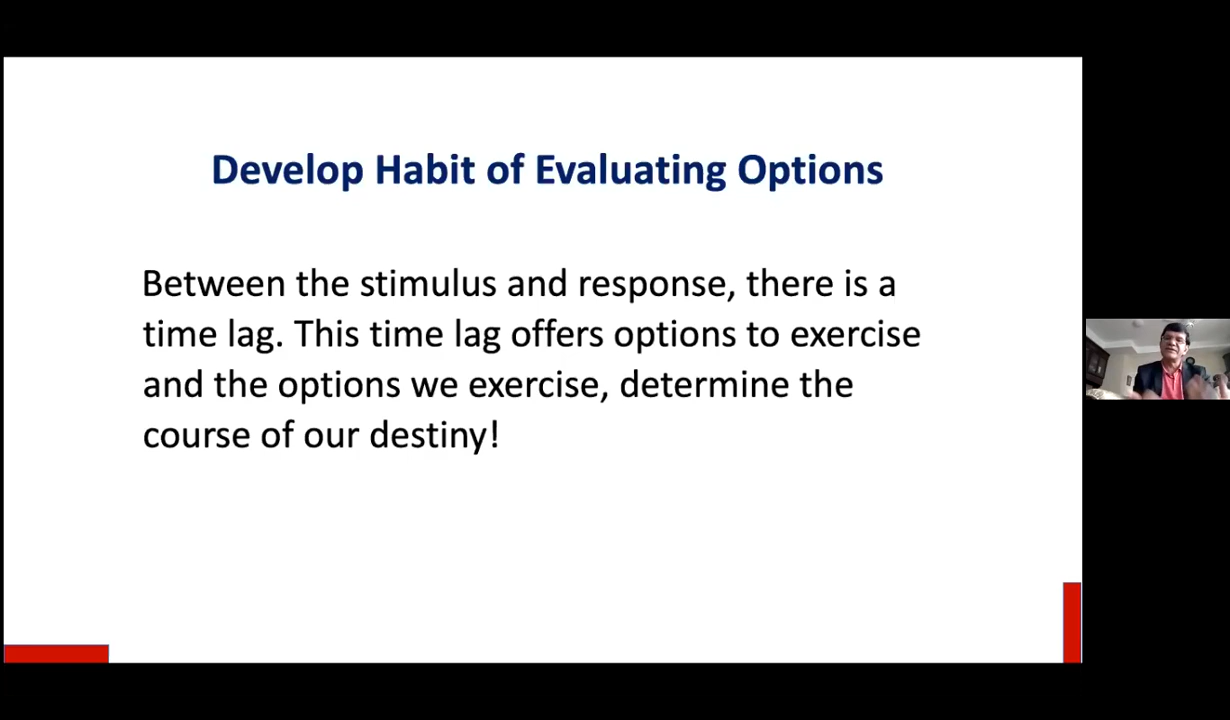 Develop Habit of Evaluating Options
Between the stimulus and response, there is a
time lag. This time lag offers options to exercise
and the options we exercise, determine the
course of our destiny!